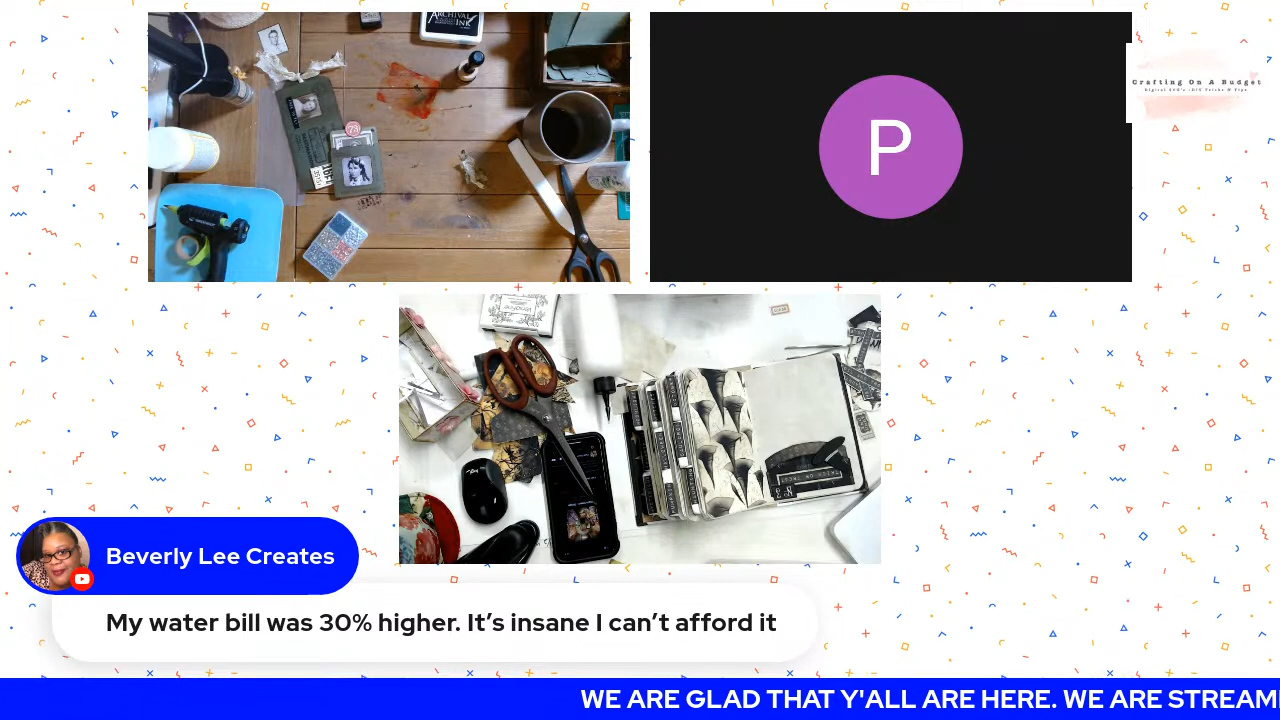 ARCHIVAL
INK
P
Crafting On A Budget
Beverly Lee Creates
My water bill was 30% higher. It’s insane I can’t afford it
WE ARE GLAD THAT Y'ALL ARE HERE. WE ARE STREAM